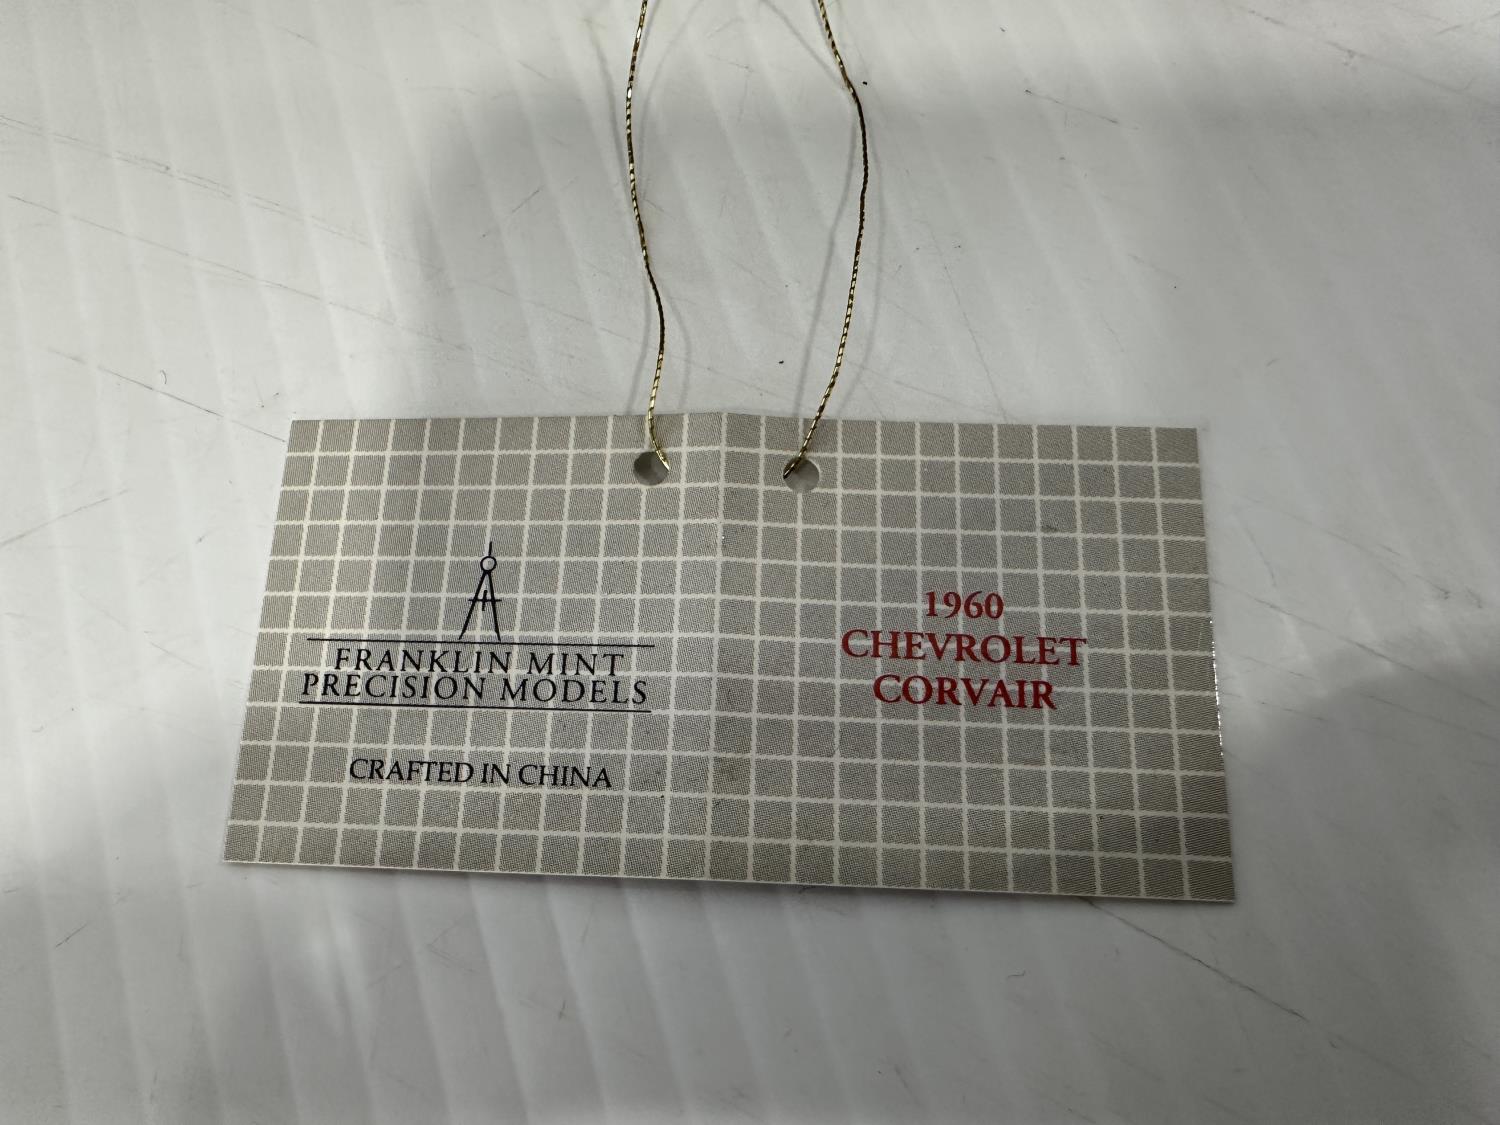 FRANKLIN MINT
PRECISION MODELS
CRAFTED IN CHINA
1960
CHEVROLET
CORVAIR